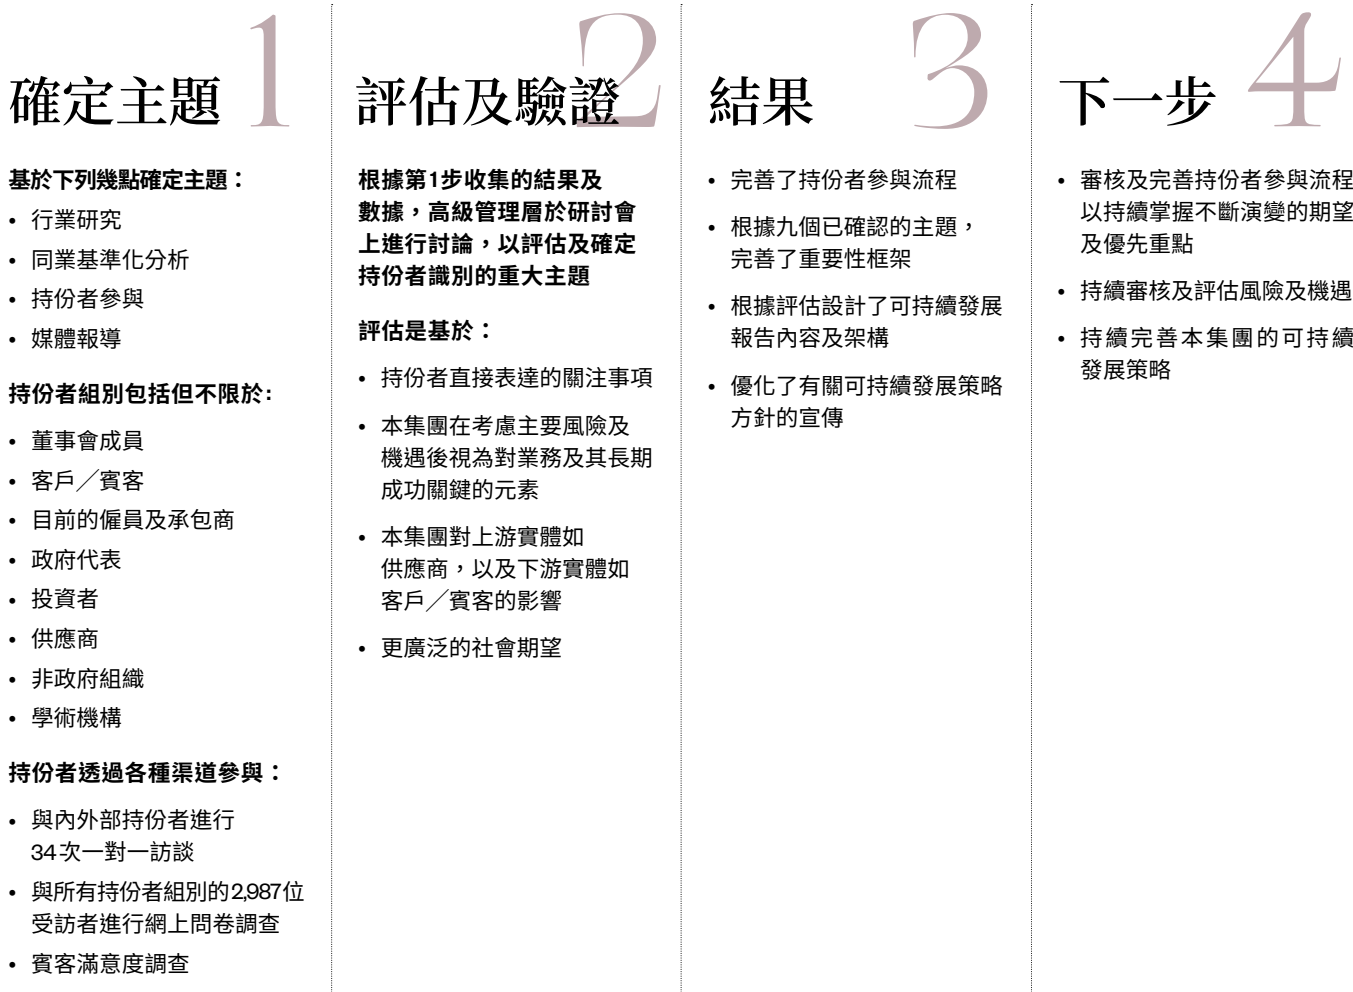 1
確定主題
基於下列幾點確定主題：
• 行業研究
• 同業基準化分析
• 持份者參與
• 媒體報導
持份者組別包括但不限於:
• 董事會成員
• 客戶／賓客
• 目前的僱員及承包商
• 政府代表
• 投資者
• 供應商
• 非政府組織
• 學術機構
持份者透過各種渠道參與：
• 與內外部持份者進行
34次一對一訪談
• 與所有持份者組別的2,987位
受訪者進行網上問卷調查
• 賓客滿意度調查
2
評估及驗證
根據第1步收集的結果及
數據，高級管理層於研討會
上進行討論，以評估及確定
持份者識別的重大主題
評估是基於：
• 持份者直接表達的關注事項
• 本集團在考慮主要風險及
機遇後視為對業務及其長期
成功關鍵的元素
• 本集團對上游實體如
供應商，以及下游實體如
客戶／賓客的影響
• 更廣泛的社會期望
3
結果
• 完善了持份者參與流程
• 根據九個已確認的主題，
完善了重要性框架
• 根據評估設計了可持續發展
報告內容及架構
• 優化了有關可持續發展策略
方針的宣傳
4
下一步
• 審核及完善持份者參與流程
以持續掌握不斷演變的期望
及優先重點
• 持續審核及評估風險及機遇
• 持續完善本集團的可持續
發展策略